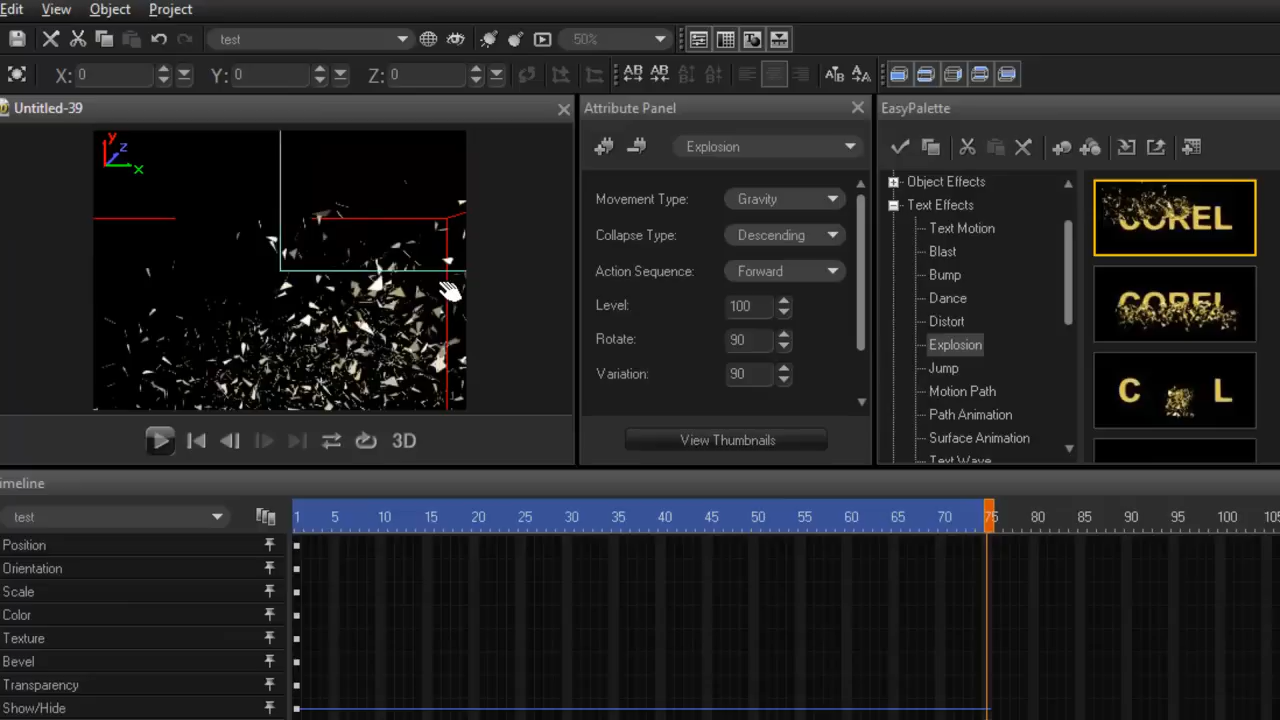 Edit View Object Project
test 50%
X: 0 Y: 0 Z: 0
Untitled-39
y
z
x
3D
Attribute Panel
Explosion
Movement Type: Gravity
Collapse Type: Descending
Action Sequence: Forward
Level: 100
Rotate: 90
Variation: 90
View Thumbnails
EasyPalette
Object Effects
Text Effects
Text Motion
Blast
Bump
Dance
Distort
Explosion
Jump
Motion Path
Path Animation
Surface Animation
Text Wave
COREL
COREL
C L
imeline
test
1 5 10 15 20 25 30 35 40 45 50 55 60 65 70 75 80 85 90 95 100 105
Position
Orientation
Scale
Color
Texture
Bevel
Transparency
Show/Hide